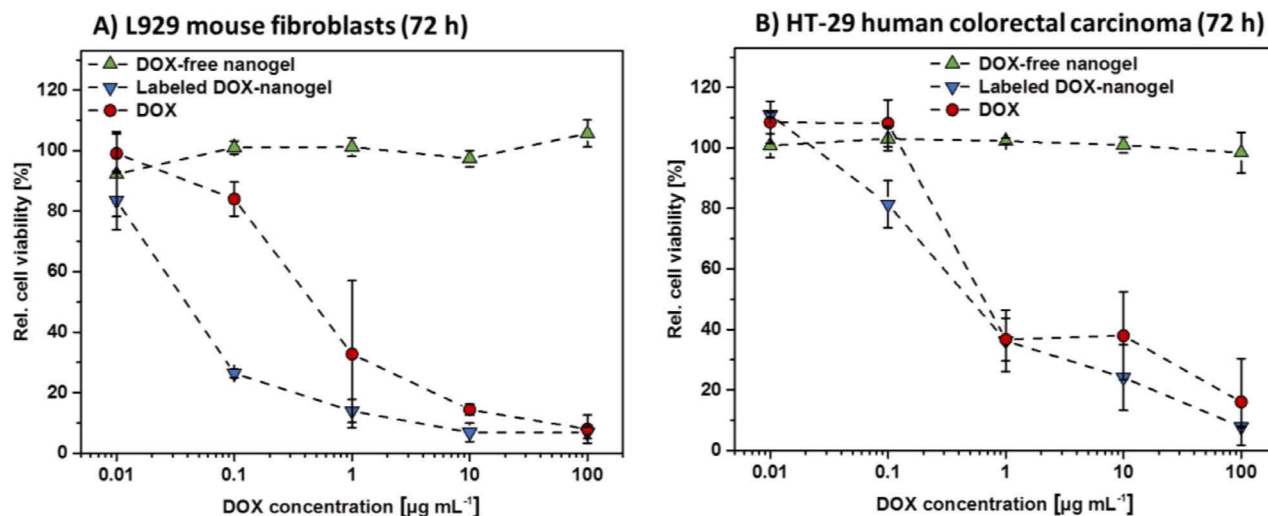 A) L929 mouse fibroblasts (72 h)
DOX-free nanogel
Labeled DOX-nanogel
DOX
120
100
80
60
40
20
0
Rel. cell viability [%]
0.01 0.1 1 10 100
DOX concentration [µg mL⁻¹]
B) HT-29 human colorectal carcinoma (72 h)
DOX-free nanogel
Labeled DOX-nanogel
DOX
120
100
80
60
40
20
0
Rel. cell viability [%]
0.01 0.1 1 10 100
DOX concentration [µg mL⁻¹]